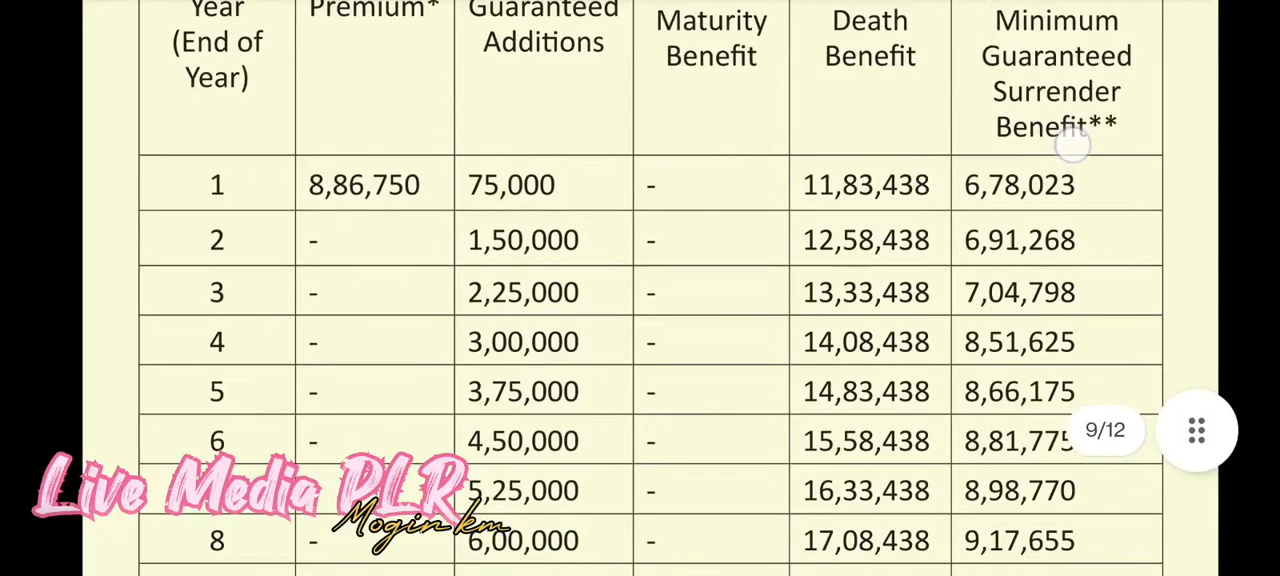 Year (End of Year) Premium* Guaranteed Additions Maturity Benefit Death Benefit Minimum Guaranteed Surrender Benefit**
1 8,86,750 75,000 - 11,83,438 6,78,023
2 - 1,50,000 - 12,58,438 6,91,268
3 - 2,25,000 - 13,33,438 7,04,798
4 - 3,00,000 - 14,08,438 8,51,625
5 - 3,75,000 - 14,83,438 8,66,175
6 - 4,50,000 - 15,58,438 8,81,775
5,25,000 - 16,33,438 8,98,770
8 - 6,00,000 - 17,08,438 9,17,655
9/12
Live Media PLR
Mogin km